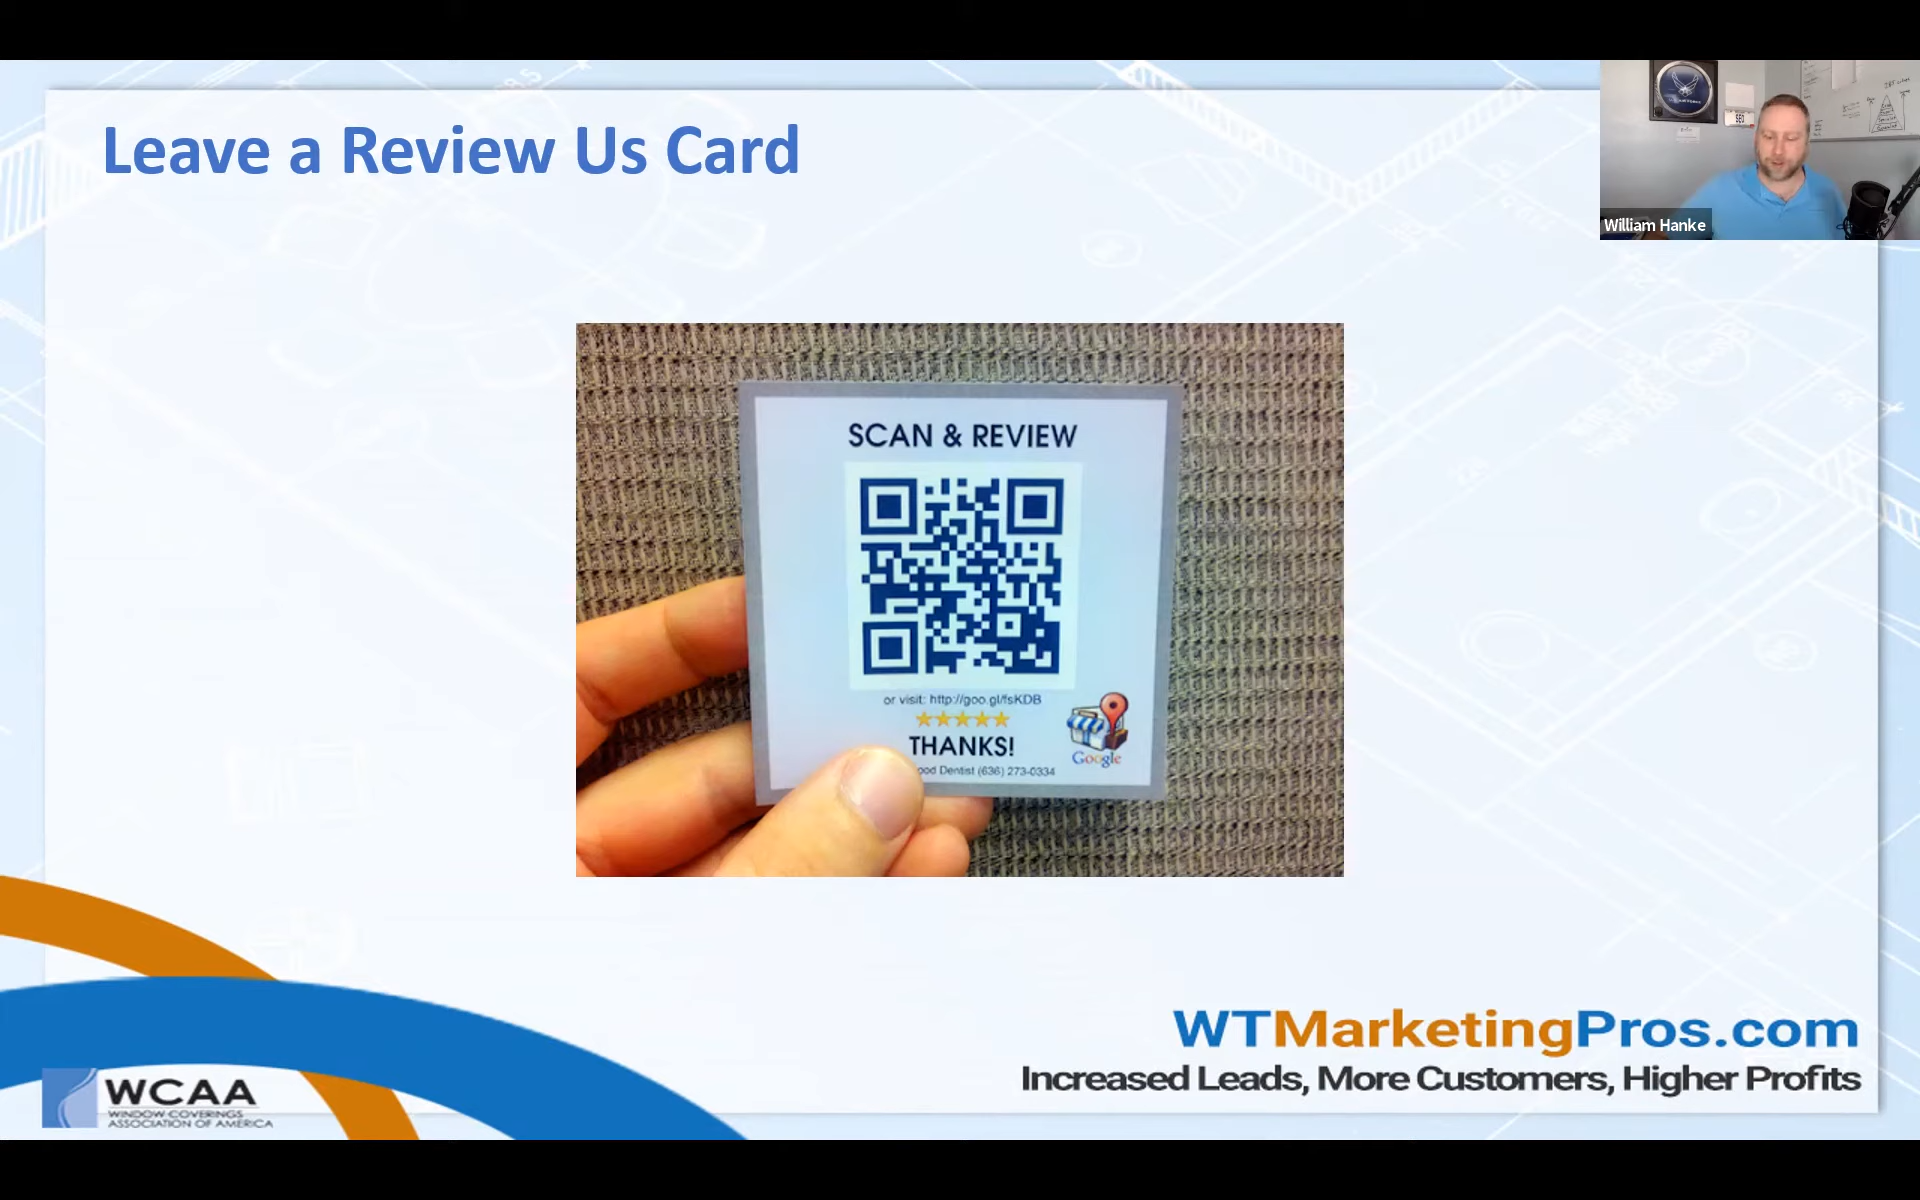 Leave a Review Us Card
SEO
William Hanke
SCAN & REVIEW
or visit: http://goo.gl/fsKDB
THANKS!
Dentist (636) 273-0334
Google
WTMarketingPros.com
Increased Leads, More Customers, Higher Profits
WCAA
WINDOW COVERINGS
ASSOCIATION OF AMERICA